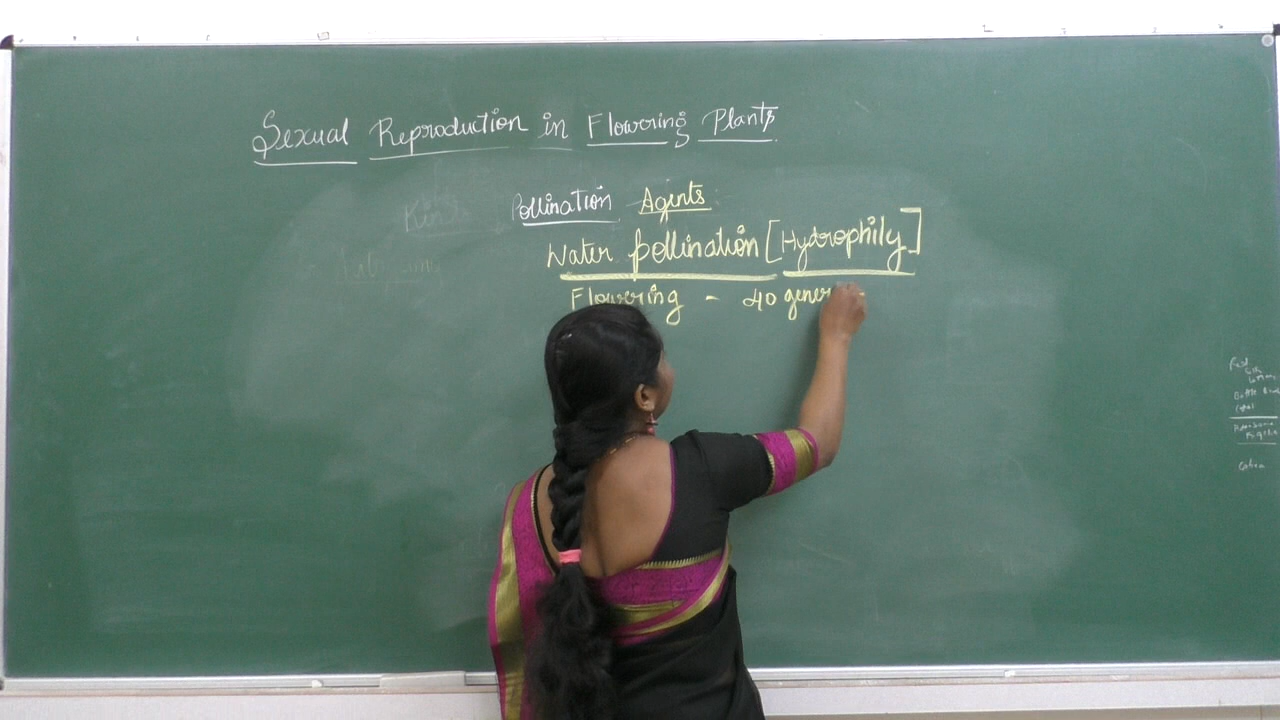 Sexual Reproduction in Flowering Plants
Pollination Agents:
Water pollination [Hydrophily]
Flowering - 40 gener